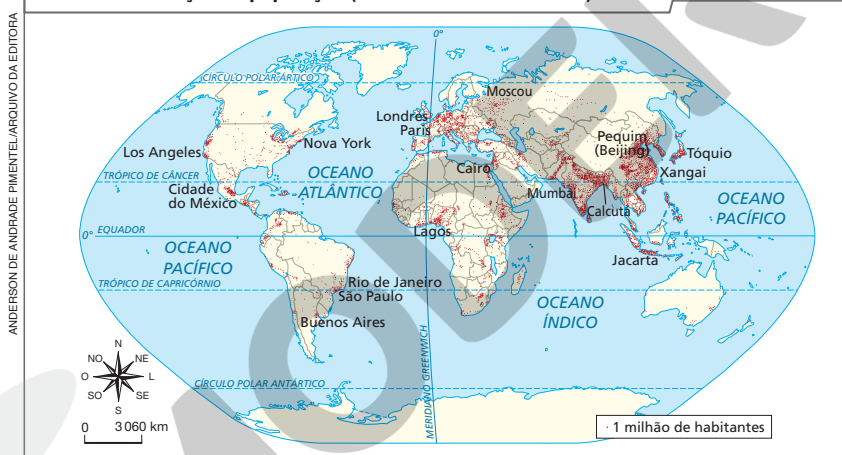 ANDERSON DE ANDRADE PIMENTEL/ARQUIVO DA EDITORA
0°
CÍRCULO POLAR ÁRTICO
Moscou
Londres
Paris
Nova York
Pequim
(Beijing)
Los Angeles
Tóquio
OCEANO
ATLÂNTICO
Cairo
Xangai
TRÓPICO DE CÂNCER
Cidade
do México
Mumbai
OCEANO
PACÍFICO
Calcutá
Lagos
0° EQUADOR
OCEANO
PACÍFICO
Jacarta
Rio de Janeiro
TRÓPICO DE CAPRICÓRNIO
São Paulo
OCEANO
ÍNDICO
Buenos Aires
MERIDIANO GREENWICH
N
NO NE
O L
SO SE
S
CÍRCULO POLAR ANTÁRTICO
0 3 060 km
1 milhão de habitantes